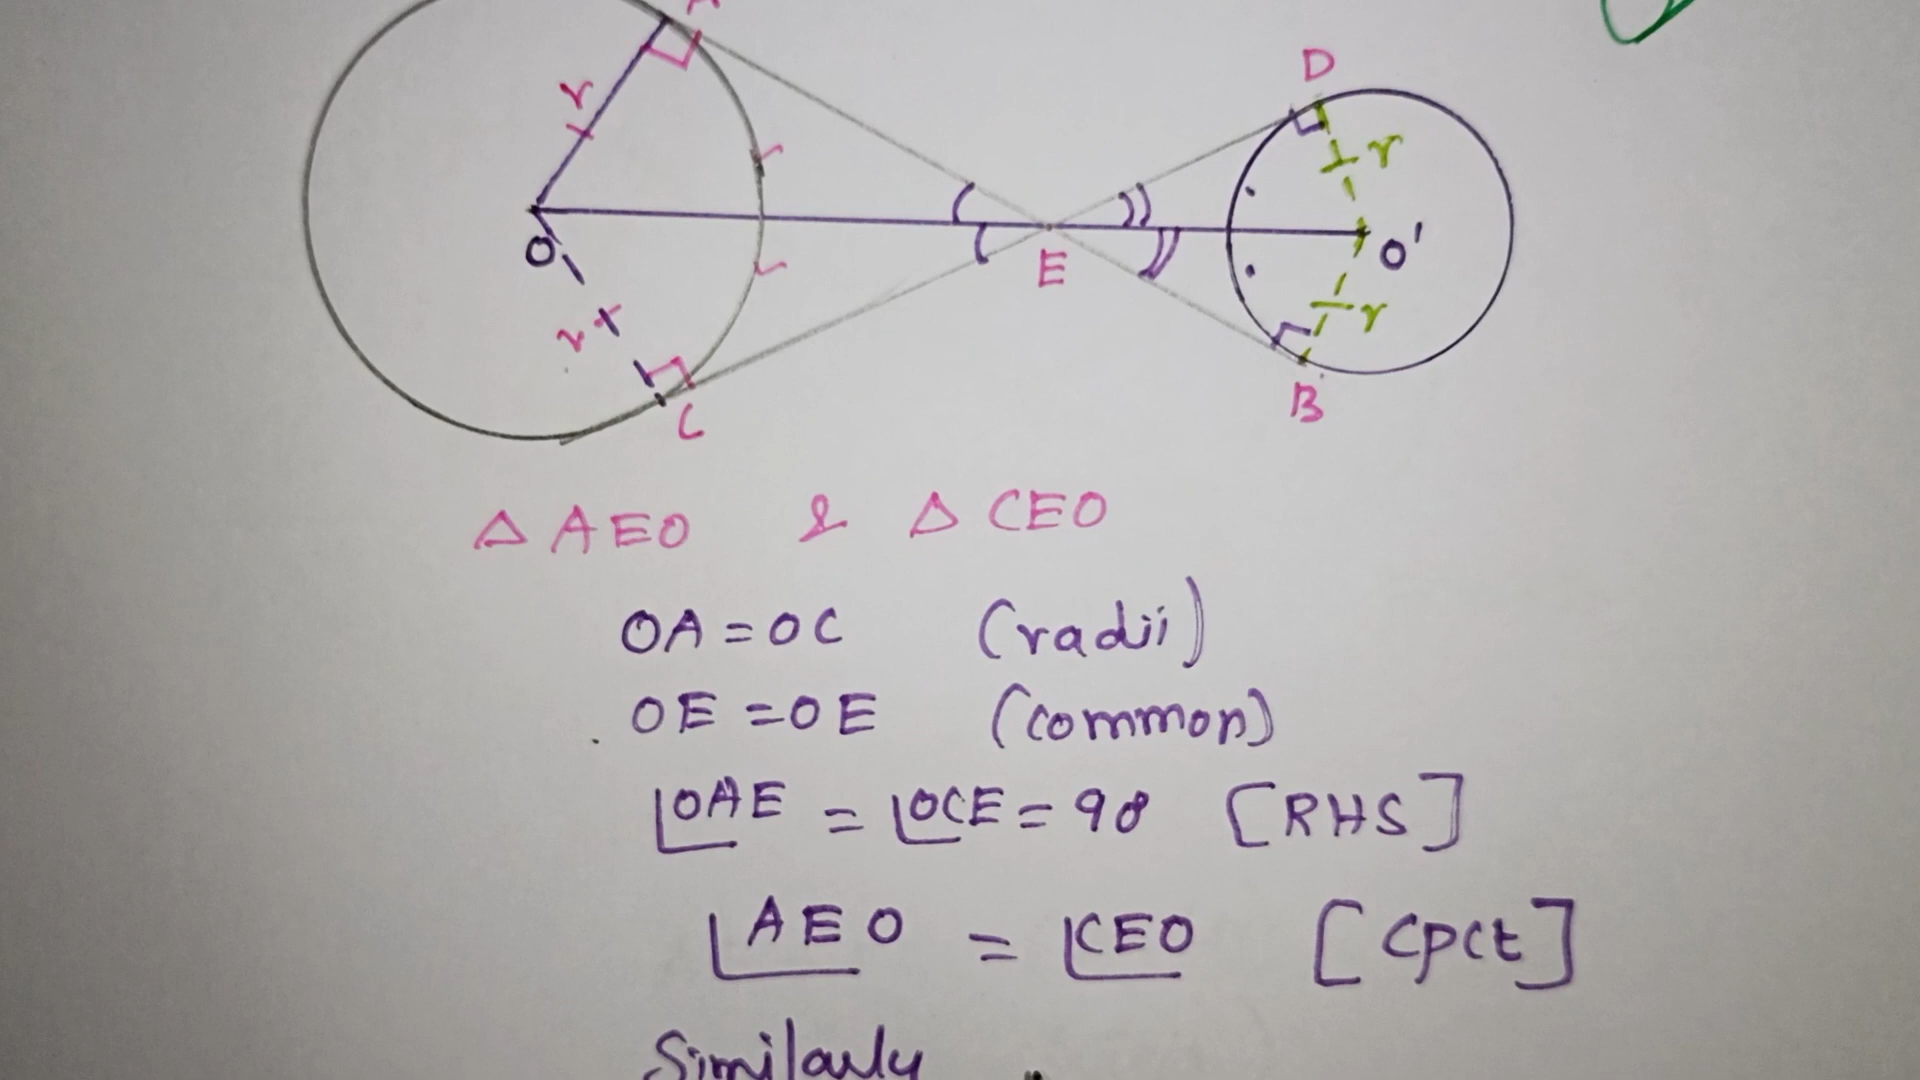 A
D
r
r
O
E
O'
r
r
C
B
Δ AEO & Δ CEO
OA = OC (radii)
OE = OE (common)
∠OAE = ∠OCE = 90 [RHS]
∠AEO = ∠CEO [Cpct]
Similarly